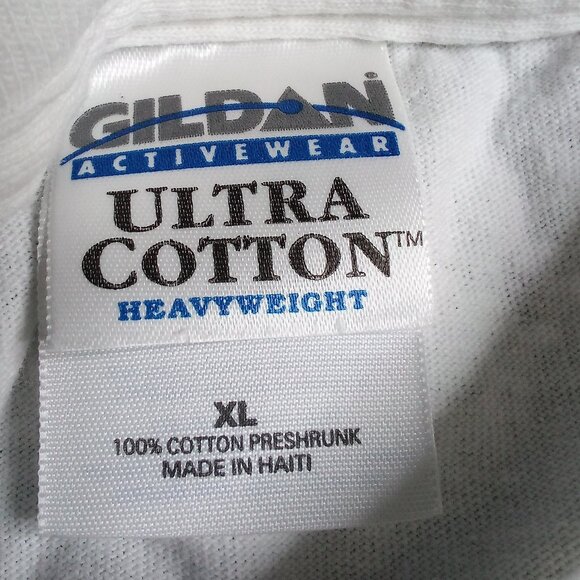 GILDAN
ACTIVEWEAR
ULTRA
COTTON™
HEAVYWEIGHT
XL
100% COTTON PRESHRUNK
MADE IN HAITI